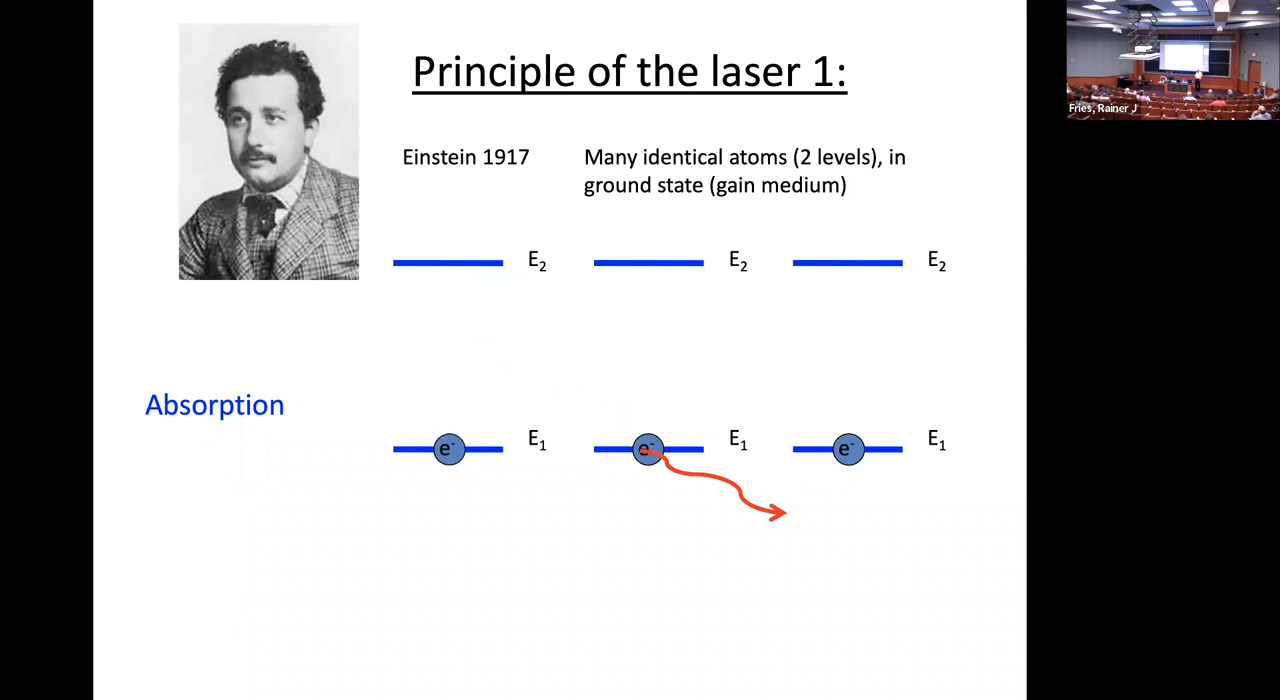 Principle of the laser 1:
Fries, Rainer J
Einstein 1917
Many identical atoms (2 levels), in
ground state (gain medium)
E₂ E₂ E₂
Absorption
E₁ E₁ E₁
e⁻ e⁻ e⁻